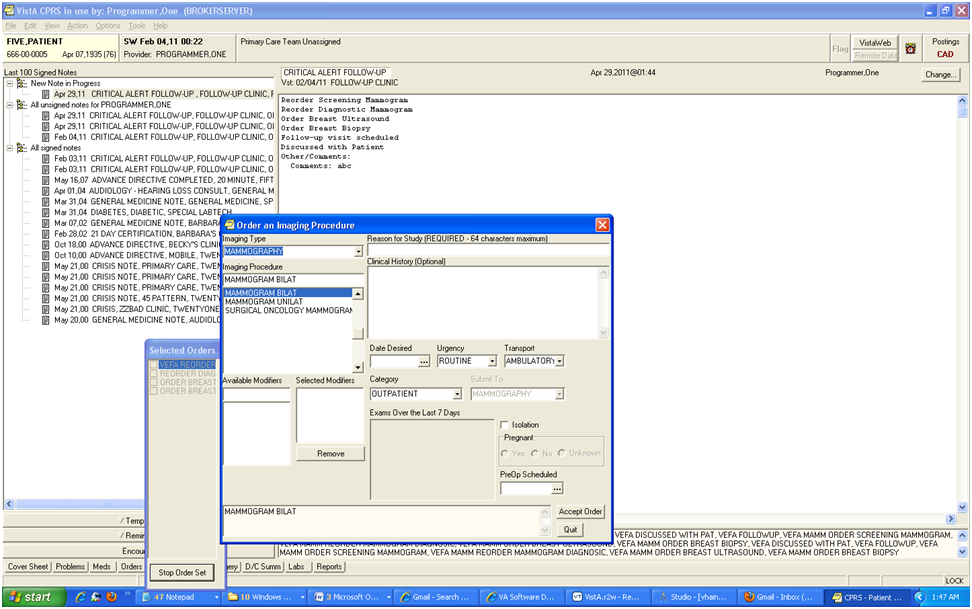 VistA CPRS in use by: Programmer,One (BROKERSERVER)
File Edit View Action Options Tools Help
FIVE,PATIENT
666-00-0005 Apr 07,1935 (76)
SW Feb 04,11 00:22
Provider: PROGRAMMER,ONE
Primary Care Team Unassigned
Flag
VistaWeb
Remote Data
Postings
CAD
Last 100 Signed Notes
New Note in Progress
Apr 29,11 CRITICAL ALERT FOLLOW-UP , FOLLOW-UP CLINIC, F
All unsigned notes for PROGRAMMER,ONE
Apr 29,11 CRITICAL ALERT FOLLOW-UP, FOLLOW-UP CLINIC, OI
Apr 29,11 CRITICAL ALERT FOLLOW-UP, FOLLOW-UP CLINIC, OI
Feb 04,11 CRITICAL ALERT FOLLOW-UP, FOLLOW-UP CLINIC, O
All signed notes
Feb 03,11 CRITICAL ALERT FOLLOW-UP, FOLLOW-UP CLINIC, O
Feb 03,11 CRITICAL ALERT FOLLOW-UP, FOLLOW-UP CLINIC, O
May 16,07 ADVANCE DIRECTIVE COMPLETED, 20 MINUTE, FIFT
Apr 01,04 AUDIOLOGY - HEARING LOSS CONSULT, GENERAL M
Mar 31,04 GENERAL MEDICINE NOTE, GENERAL MEDICINE, SP
Mar 31,04 DIABETES, DIABETIC, SPECIAL LABTECH
Mar 07,02 GENERAL MEDICINE NOTE, BARBARA
Feb 28,02 21 DAY CERTIFICATION, BARBARA'S
Oct 18,00 ADVANCE DIRECTIVE, BECKY'S CLINI
Oct 10,00 ADVANCE DIRECTIVE, MOBILE, TWEN
May 21,00 CRISIS NOTE, PRIMARY CARE, TWEN
May 21,00 CRISIS NOTE, PRIMARY CARE, TWEN
May 21,00 CRISIS NOTE, 45 PATTERN, TWENTY
May 21,00 CRISIS, ZZBAD CLINIC, TWENTYONE
May 20,00 GENERAL MEDICINE NOTE, AUDIOLO
CRITICAL ALERT FOLLOW-UP
Apr 29,2011@01:44
Programmer,One
Change...
Vst: 02/04/11 FOLLOW-UP CLINIC
Reorder Screening Mammogram
Reorder Diagnostic Mammogram
Order Breast Ultrasound
Order Breast Biopsy
Follow-up visit scheduled
Discussed with Patient
Other/Comments:
Comments: abc
Order an Imaging Procedure
Imaging Type
MAMMOGRAPHY
Imaging Procedure
MAMMOGRAM BILAT
MAMMOGRAM BILAT
MAMMOGRAM UNILAT
SURGICAL ONCOLOGY MAMMOGRAM
Reason for Study (REQUIRED - 64 characters maximum)
Clinical History (Optional)
Date Desired
Urgency
ROUTINE
Transport
AMBULATORY
Available Modifiers
Selected Modifiers
Remove
Category
OUTPATIENT
Submit To
MAMMOGRAPHY
Exams Over the Last 7 Days
Isolation
Pregnant
Yes No Unknown
PreOp Scheduled
MAMMOGRAM BILAT
Accept Order
Quit
Selected Orders
VEFA REORDER
REORDER DIAG
ORDER BREAST
ORDER BREAST
Stop Order Set
/ Temp
/ Remin
Encou
VEFA DISCUSSED WITH PAT, VEFA FOLLOWUP, VEFA MAMM ORDER SCREENING MAMMOGRAM,
VEFA MAMM ORDER BREAST BIOPSY, VEFA DISCUSSED WITH PAT, VEFA FOLLOWUP, VEFA
MAMM ORDER SCREENING MAMMOGRAM, VEFA MAMM REORDER MAMMOGRAM DIAGNOSIC, VEFA MAMM ORDER BREAST ULTRASOUND, VEFA MAMM ORDER BREAST BIOPSY
Cover Sheet Problems Meds Orders
ery D/C Summ Labs Reports
LOCK
start
47 Notepad
10 Windows ...
3 Microsoft O...
Gmail - Search ...
VA Software D...
VistA.r2w - Re...
Studio - [vhain...
Gmail - Inbox (...
CPRS - Patient ...
1:47 AM